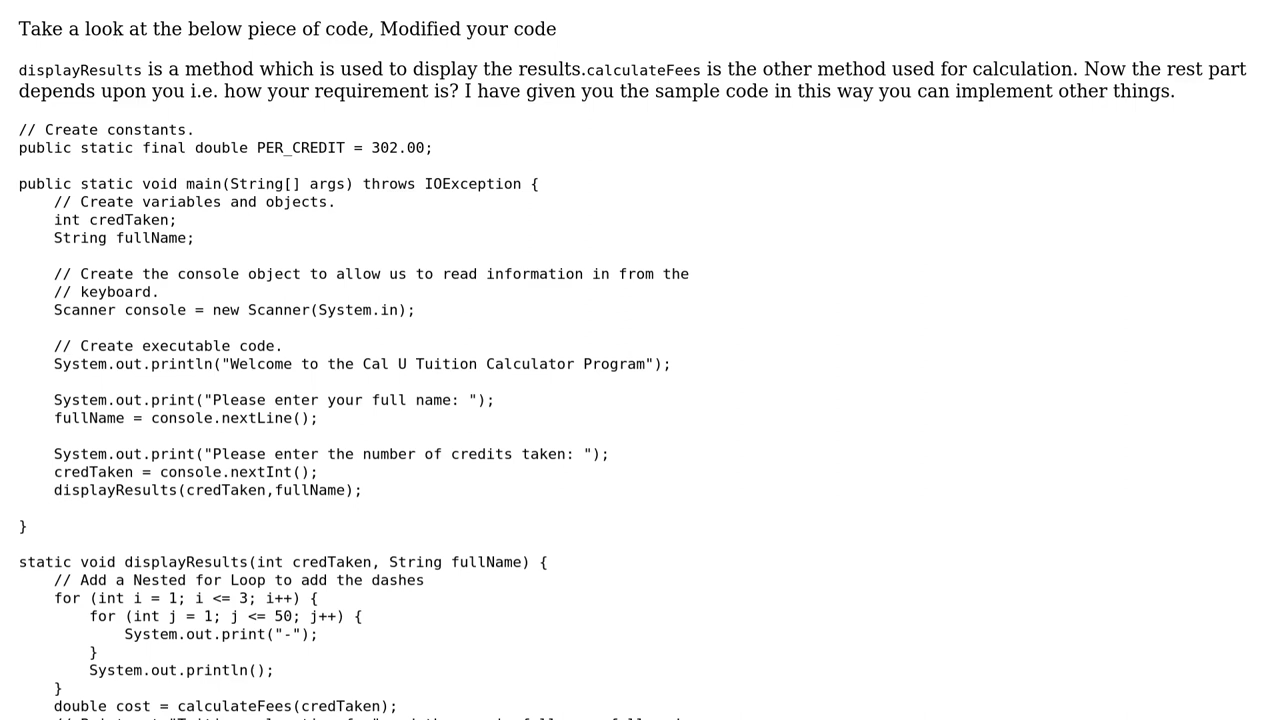 Take a look at the below piece of code, Modified your code
displayResults is a method which is used to display the results.calculateFees is the other method used for calculation. Now the rest part
depends upon you i.e. how your requirement is? I have given you the sample code in this way you can implement other things.
// Create constants.
public static final double PER_CREDIT = 302.00;
public static void main(String[] args) throws IOException {
    // Create variables and objects.
    int credTaken;
    String fullName;
    // Create the console object to allow us to read information in from the
    // keyboard.
    Scanner console = new Scanner(System.in);
    // Create executable code.
    System.out.println("Welcome to the Cal U Tuition Calculator Program");
    System.out.print("Please enter your full name: ");
    fullName = console.nextLine();
    System.out.print("Please enter the number of credits taken: ");
    credTaken = console.nextInt();
    displayResults(credTaken,fullName);
}
static void displayResults(int credTaken, String fullName) {
    // Add a Nested for Loop to add the dashes
    for (int i = 1; i <= 3; i++) {
        for (int j = 1; j <= 50; j++) {
            System.out.print("-");
        }
        System.out.println();
    }
    double cost = calculateFees(credTaken);